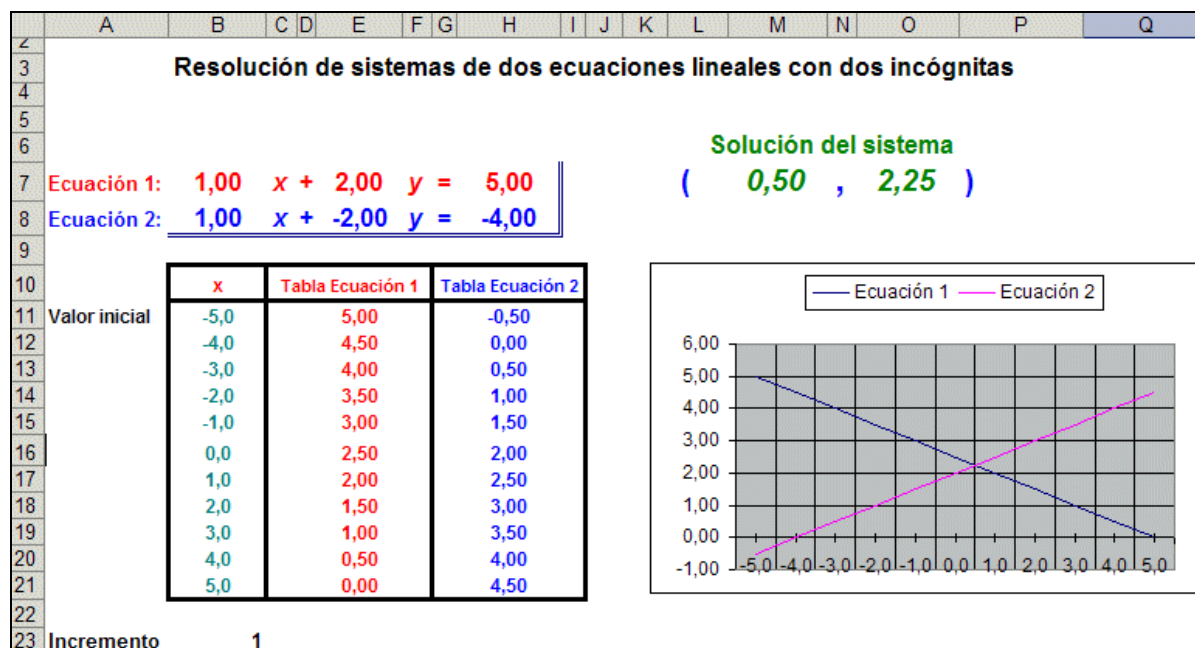 A B C D E F G H I J K L M N O P Q
2
3 Resolución de sistemas de dos ecuaciones lineales con dos incógnitas
4
5
6 Solución del sistema
7 Ecuación 1: 1,00 x + 2,00 y = 5,00 ( 0,50 , 2,25 )
8 Ecuación 2: 1,00 x + -2,00 y = -4,00
9
10 x Tabla Ecuación 1 Tabla Ecuación 2
11 Valor inicial -5,0 5,00 -0,50
12 -4,0 4,50 0,00
13 -3,0 4,00 0,50
14 -2,0 3,50 1,00
15 -1,0 3,00 1,50
16 0,0 2,50 2,00
17 1,0 2,00 2,50
18 2,0 1,50 3,00
19 3,0 1,00 3,50
20 4,0 0,50 4,00
21 5,0 0,00 4,50
22
23 Incremento 1
Ecuación 1 Ecuación 2
6,00
5,00
4,00
3,00
2,00
1,00
0,00
-1,00
-5,0 -4,0 -3,0 -2,0 -1,0 0,0 1,0 2,0 3,0 4,0 5,0